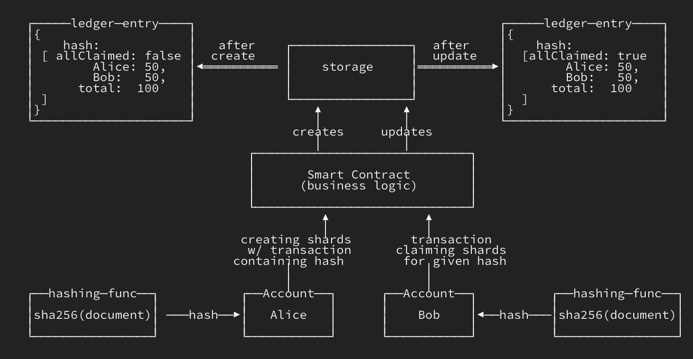 ledger-entry
{
hash:
[ allClaimed: false
Alice: 50,
Bob: 50,
total: 100
]
}
after
create
storage
after
update
ledger-entry
{
hash:
[allClaimed: true
Alice: 50,
Bob: 50,
total: 100
]
}
creates
updates
Smart Contract
(business logic)
creating shards
w/ transaction
containing hash
transaction
claiming shards
for given hash
hashing-func
sha256(document)
hash
Account
Alice
Account
Bob
hash
hashing-func
sha256(document)